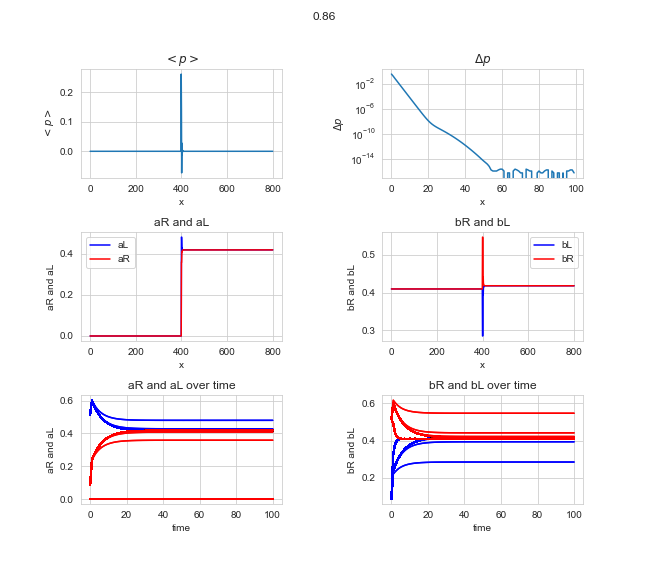 0.86
< p >
Δp
< p >
0.2
0.1
0.0
0 200 400 600 800
x
Δp
10⁻²
10⁻⁶
10⁻¹⁰
10⁻¹⁴
0 20 40 60 80 100
x
aR and aL
bR and bL
aR and aL
0.4
0.2
0.0
aL
aR
0 200 400 600 800
x
bR and bL
0.5
0.4
0.3
bL
bR
0 200 400 600 800
x
aR and aL over time
bR and bL over time
aR and aL
0.6
0.4
0.2
0.0
0 20 40 60 80 100
time
bR and bL
0.6
0.4
0.2
0 20 40 60 80 100
time